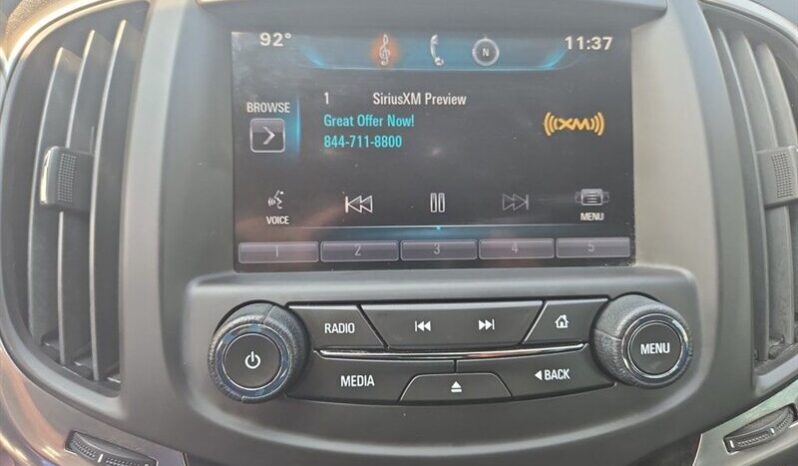 92° N 11:37
1 SiriusXM Preview
BROWSE Great Offer Now!
844-711-8800
((XM))
VOICE MENU
1 2 3 4 5
RADIO
MENU
MEDIA BACK